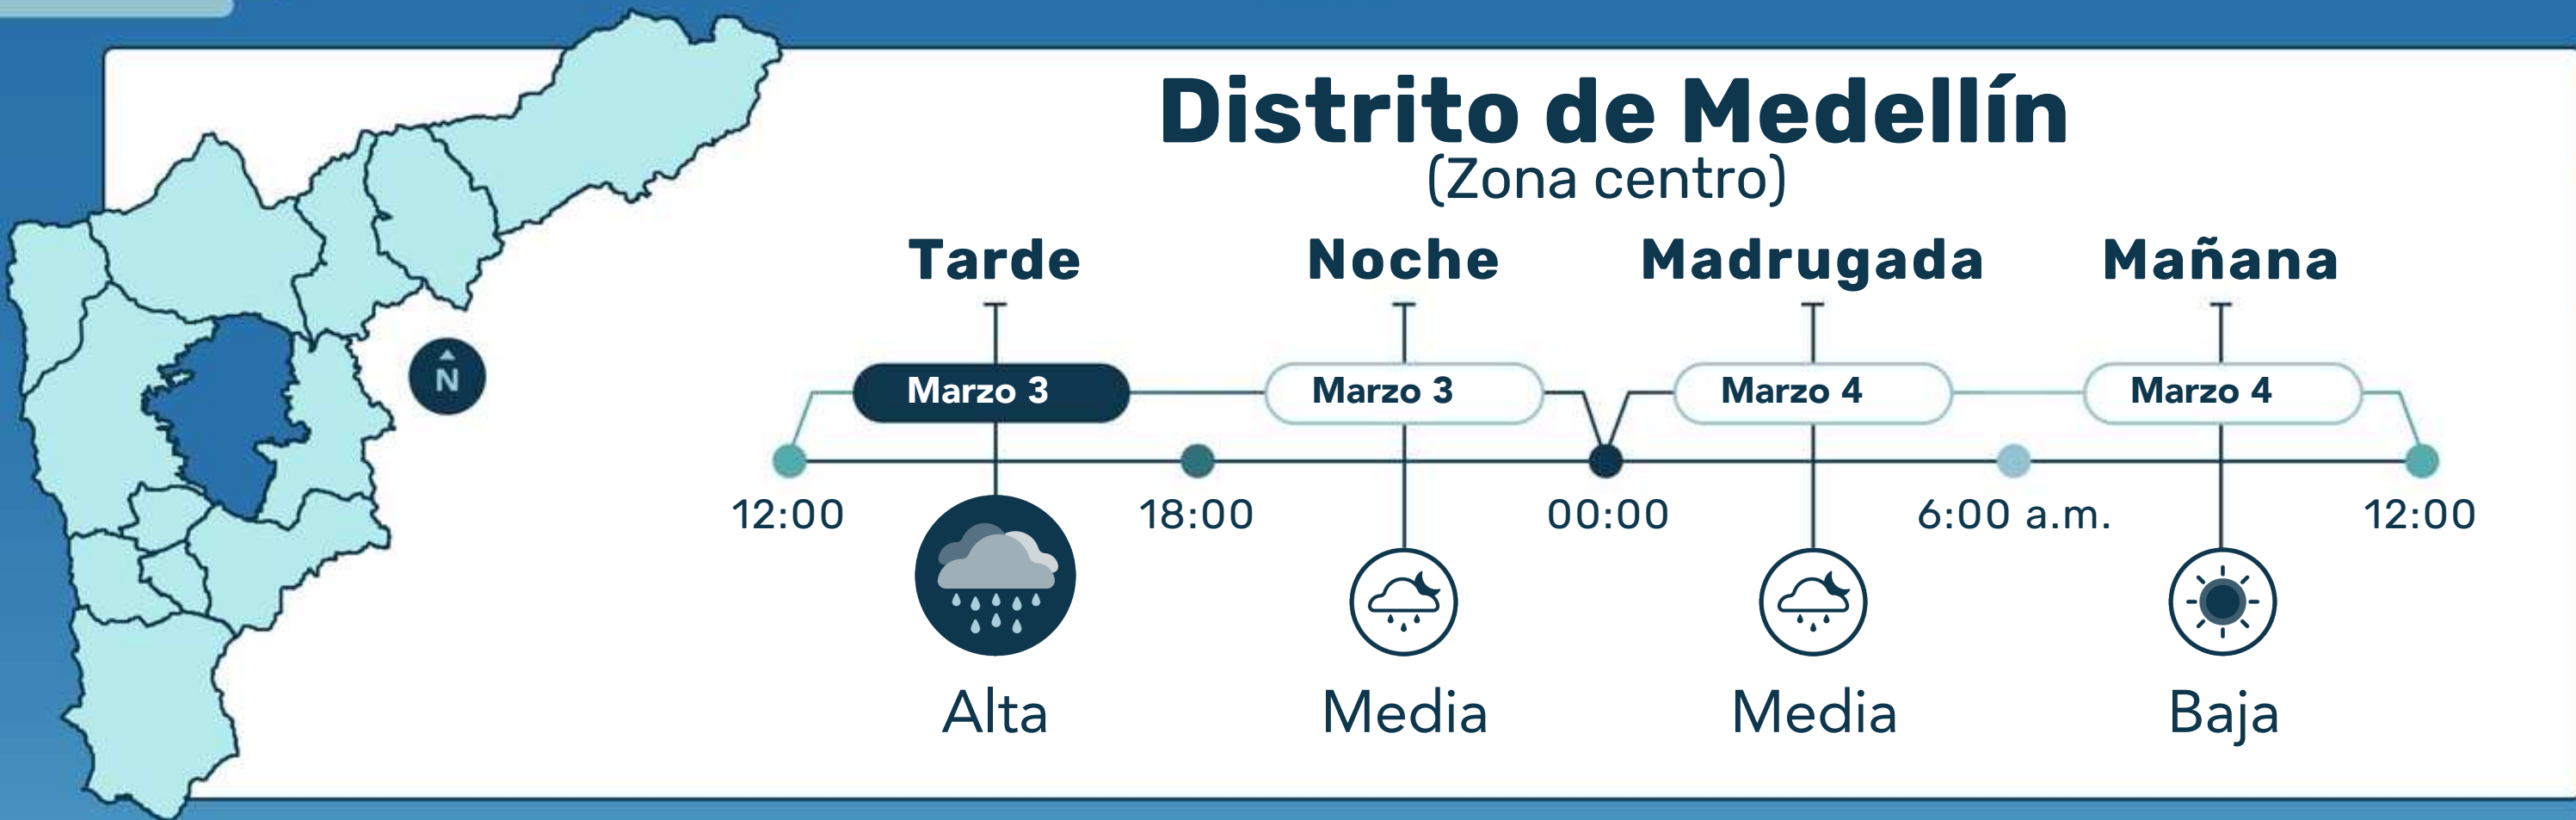 Distrito de Medellín
(Zona centro)
Tarde Noche Madrugada Mañana
N
Marzo 3 Marzo 3 Marzo 4 Marzo 4
12:00 18:00 00:00 6:00 a.m. 12:00
Alta Media Media Baja